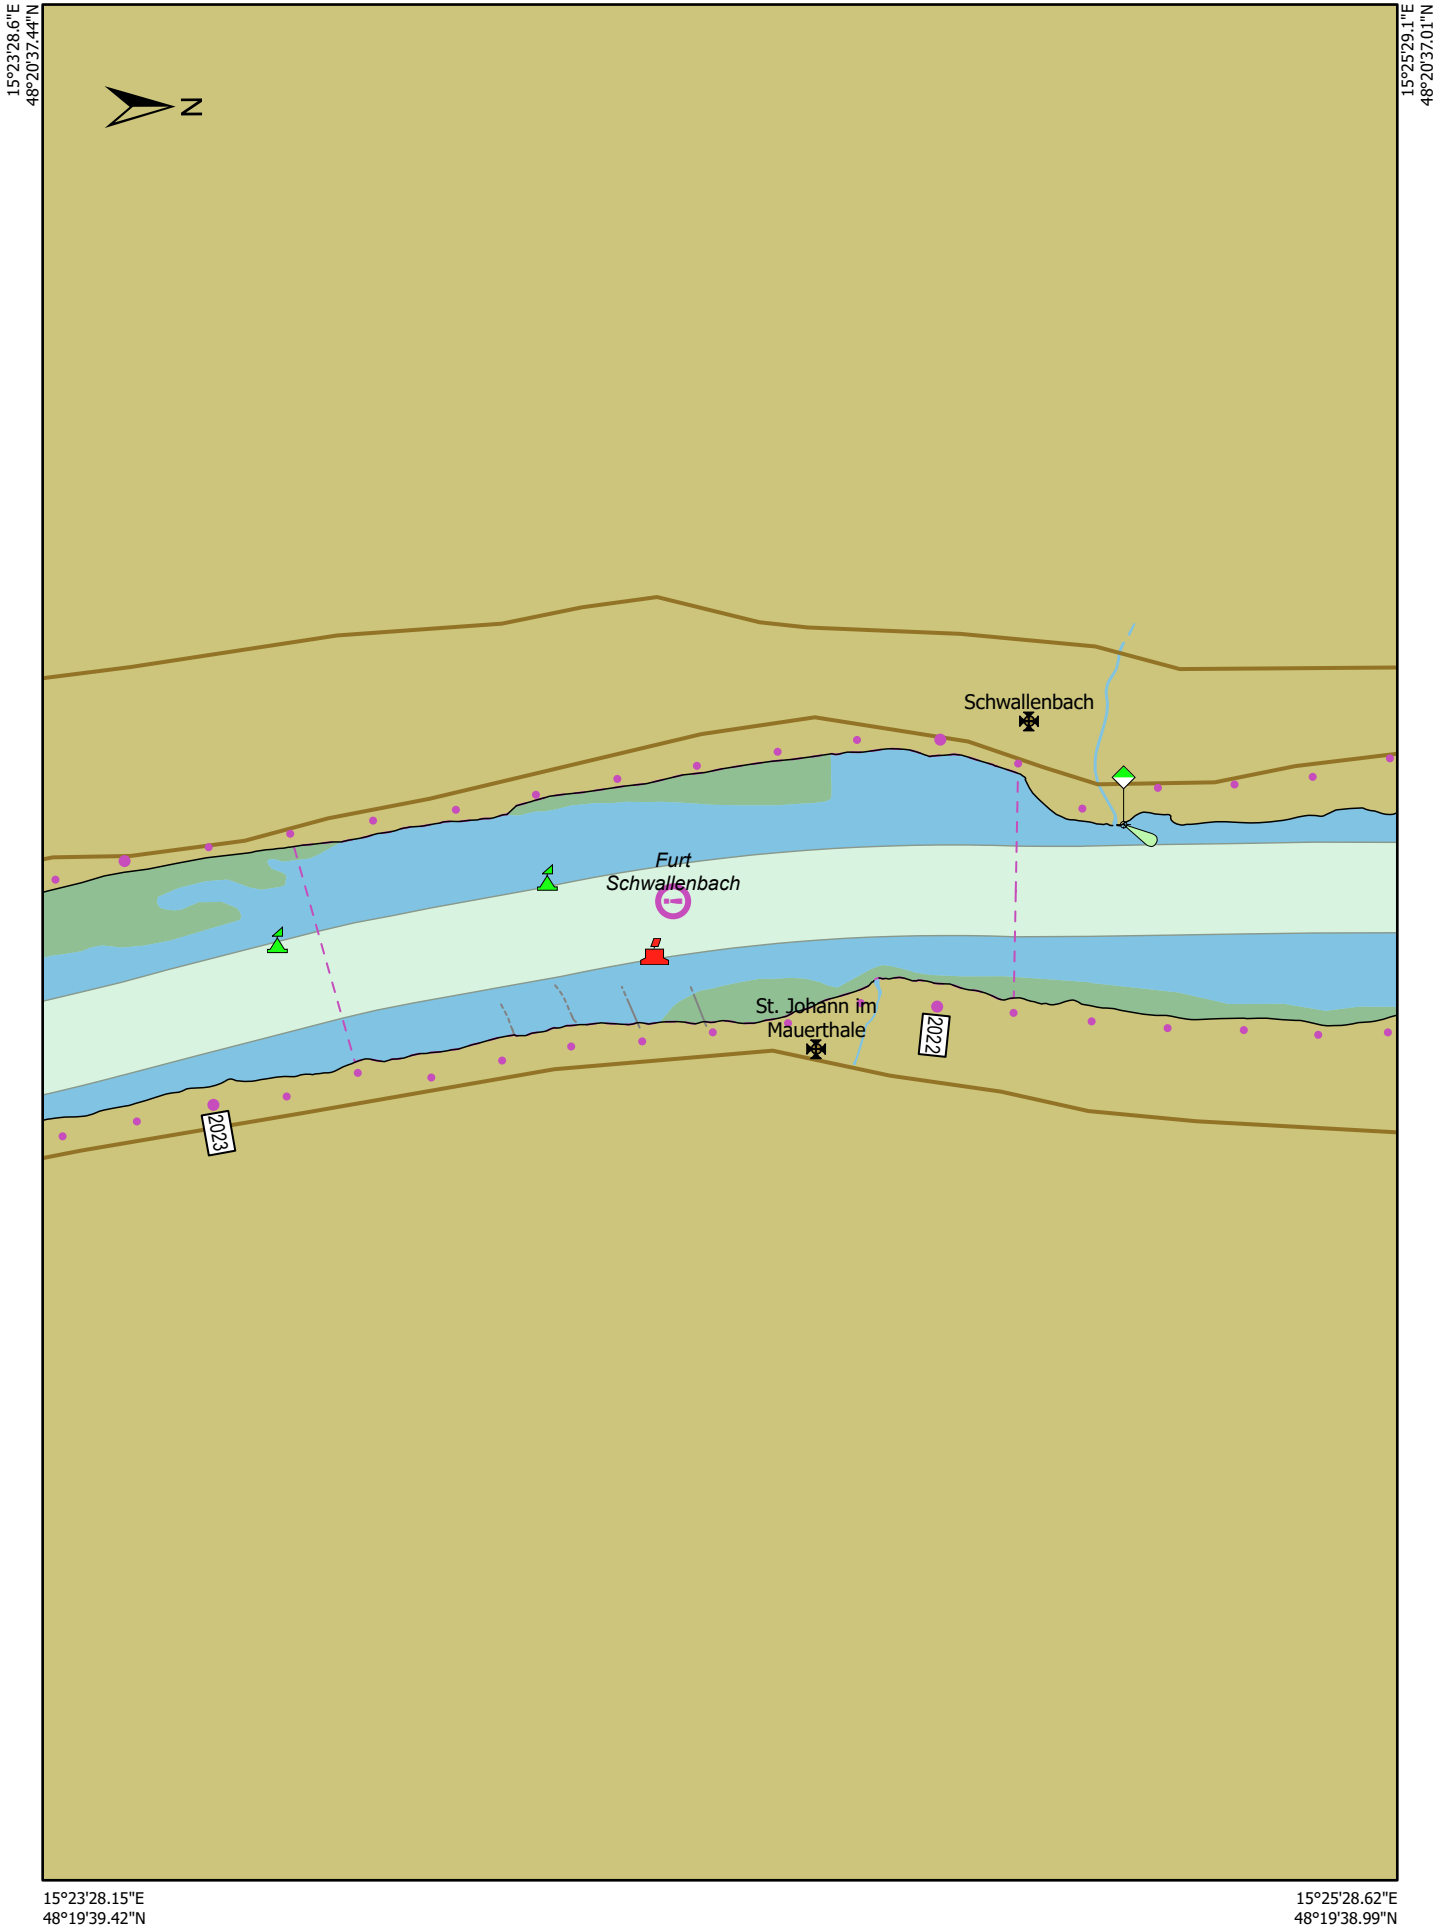 15°23'28.6"E
48°20'37.44"N
15°25'29.1"E
48°20'37.01"N
N
Schwallenbach
Furt
Schwallenbach
St. Johann im
Mauerthale
2022
2023
15°23'28.15"E
48°19'39.42"N
15°25'28.62"E
48°19'38.99"N